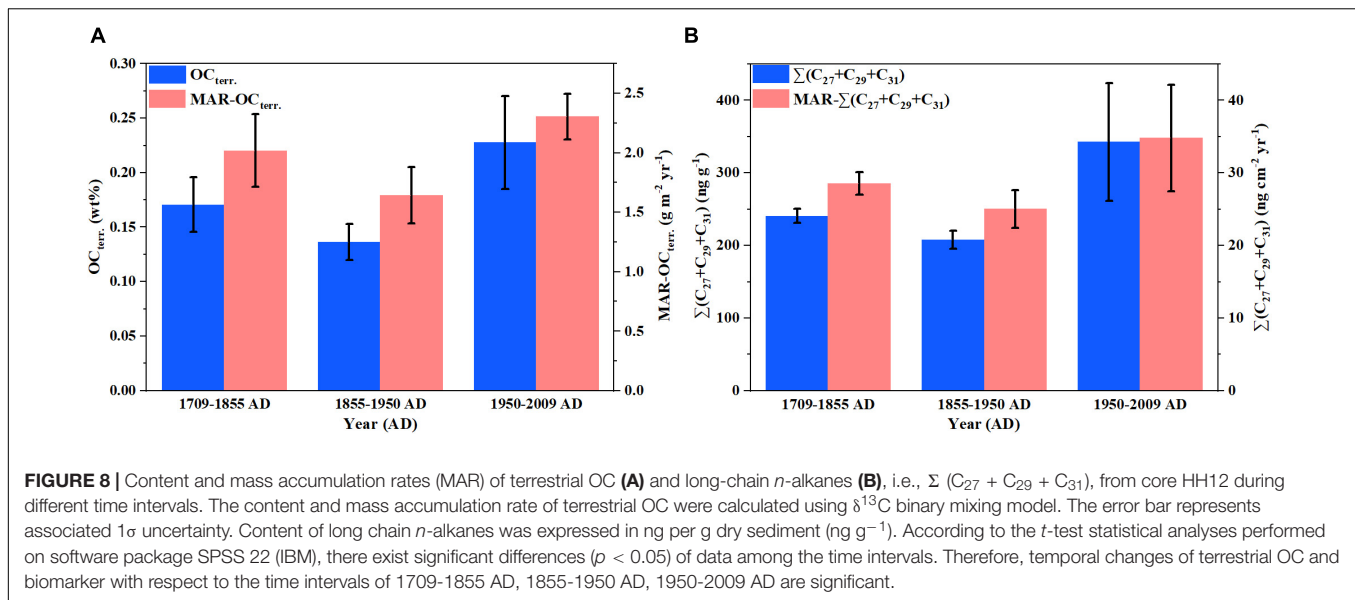 A
OCterr.
MAR-OCterr.
0.30
0.25
0.20
0.15
0.10
0.05
0.00
OCterr. (wt%)
2.5
2.0
1.5
1.0
0.5
0.0
MAR-OCterr. (g m⁻² yr⁻¹)
1709-1855 AD 1855-1950 AD 1950-2009 AD
Year (AD)
B
∑(C₂₇+C₂₉+C₃₁)
MAR-∑(C₂₇+C₂₉+C₃₁)
400
300
250
200
100
0
∑(C₂₇+C₂₉+C₃₁) (ng g⁻¹)
40
30
20
10
0
∑(C₂₇+C₂₉+C₃₁) (ng cm⁻² yr⁻¹)
1709-1855 AD 1855-1950 AD 1950-2009 AD
Year (AD)
FIGURE 8 | Content and mass accumulation rates (MAR) of terrestrial OC (A) and long-chain n-alkanes (B), i.e., Σ (C₂₇ + C₂₉ + C₃₁), from core HH12 during
different time intervals. The content and mass accumulation rate of terrestrial OC were calculated using δ¹³C binary mixing model. The error bar represents
associated 1σ uncertainty. Content of long chain n-alkanes was expressed in ng per g dry sediment (ng g⁻¹). According to the t-test statistical analyses performed
on software package SPSS 22 (IBM), there exist significant differences (p < 0.05) of data among the time intervals. Therefore, temporal changes of terrestrial OC and
biomarker with respect to the time intervals of 1709-1855 AD, 1855-1950 AD, 1950-2009 AD are significant.